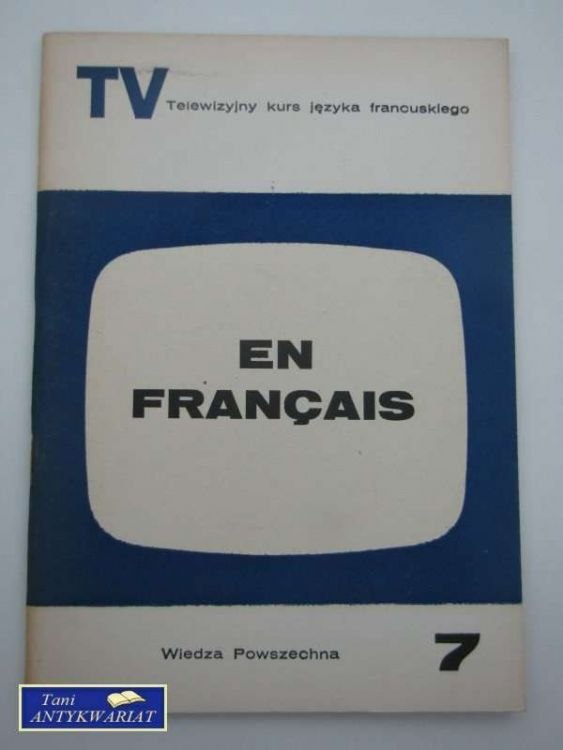 TV Telewizyjny kurs języka francuskiego
EN
FRANÇAIS
Wiedza Powszechna 7
Tani
ANTYKWARIAT